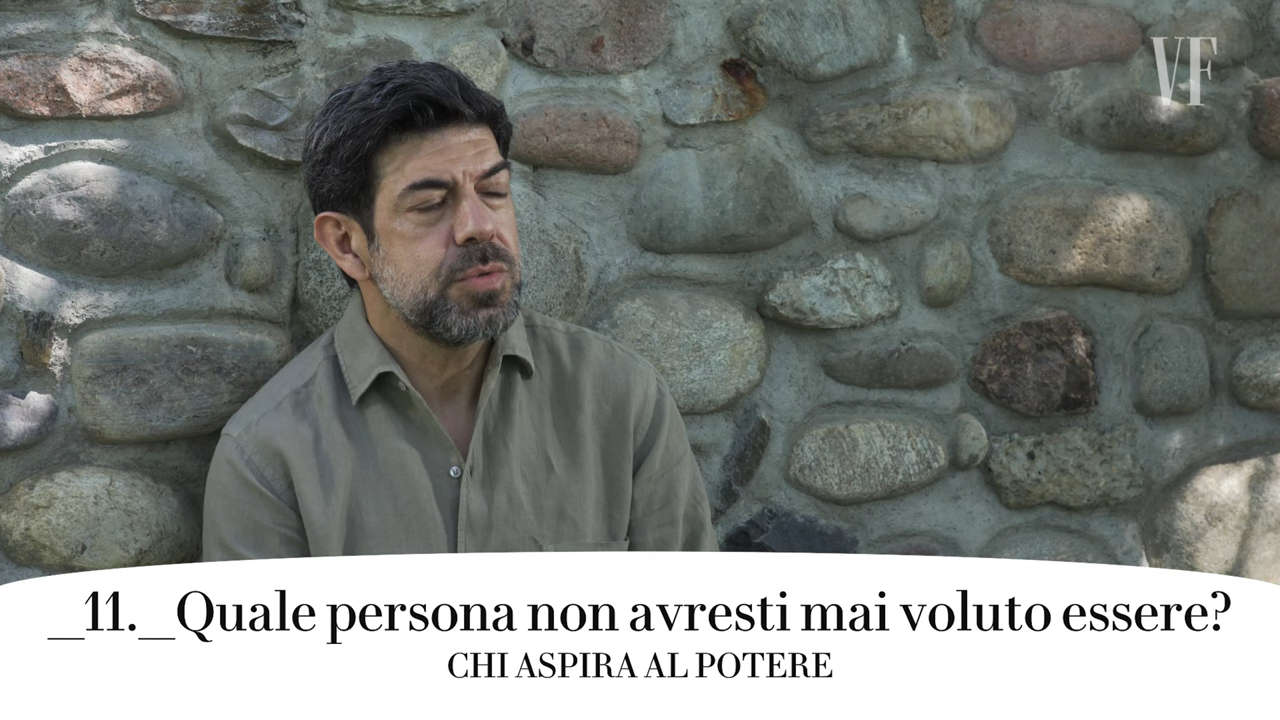 VF
_11._Quale persona non avresti mai voluto essere?
CHI ASPIRA AL POTERE